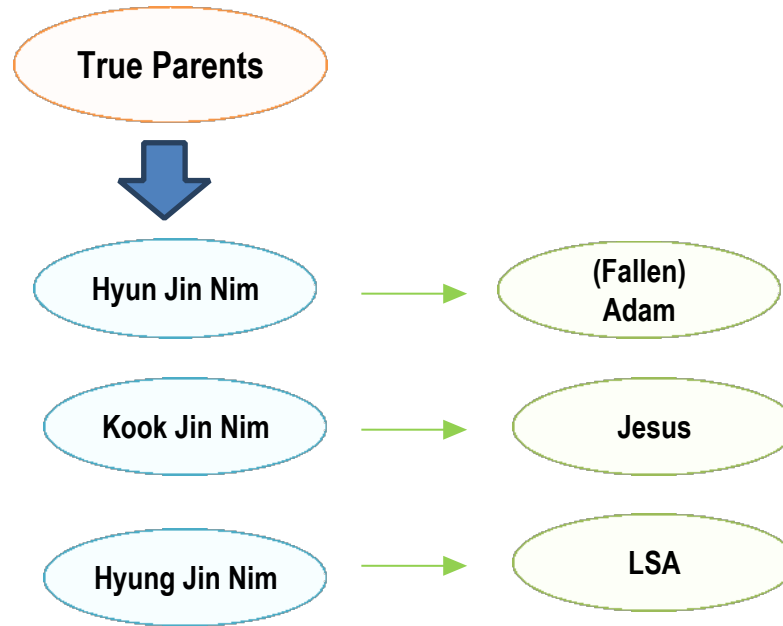 True Parents
Hyun Jin Nim
(Fallen)
Adam
Kook Jin Nim
Jesus
Hyung Jin Nim
LSA